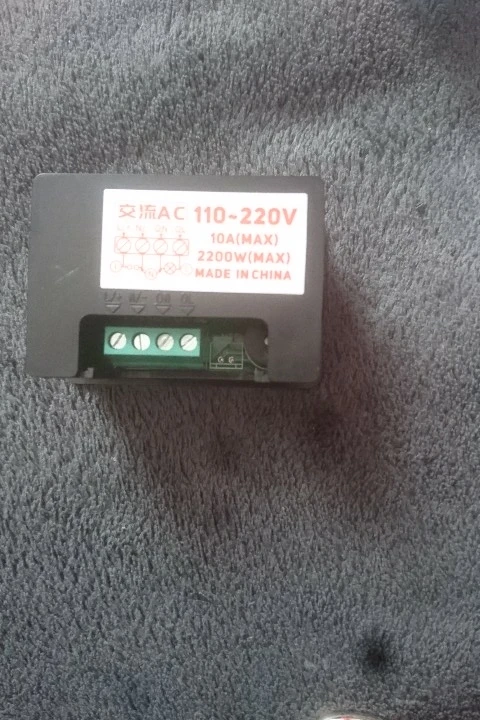 交流AC 110~220V
10A(MAX)
2200W(MAX)
MADE IN CHINA